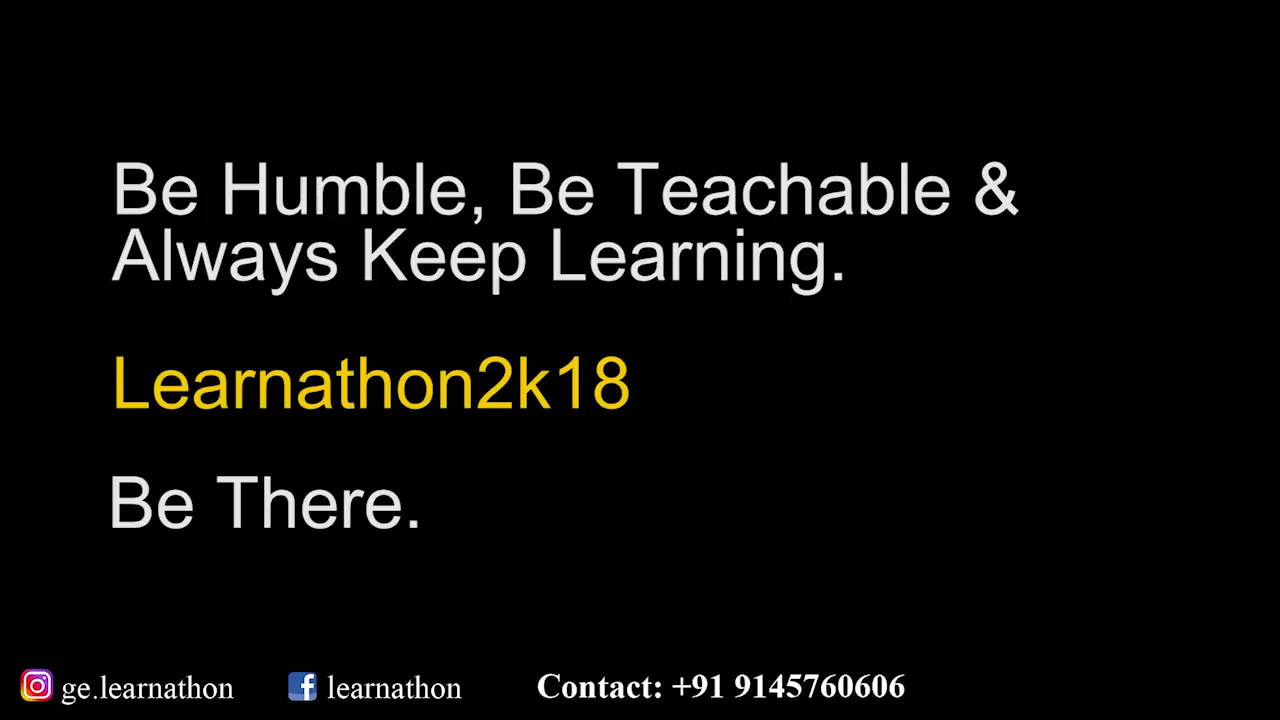 Be Humble, Be Teachable &
Always Keep Learning.
Learnathon2k18
Be There.
ge.learnathon learnathon Contact: +91 9145760606